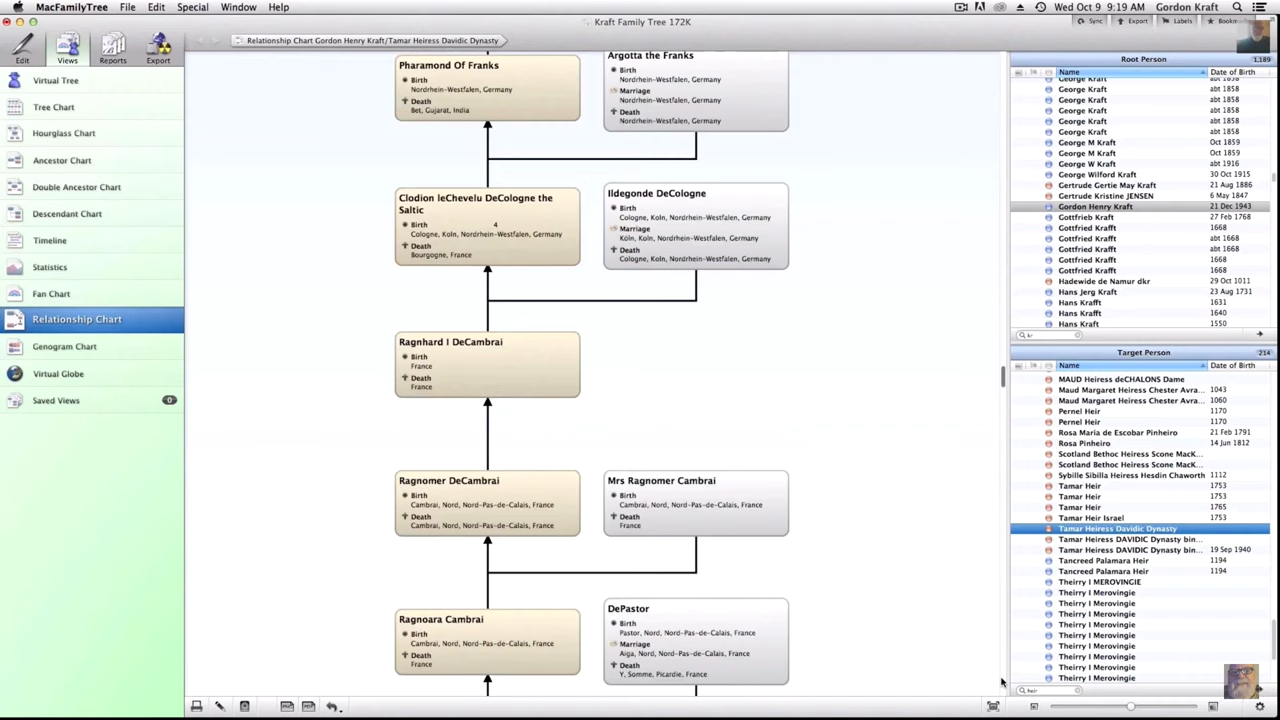 MacFamilyTree File Edit Special Window Help
Wed Oct 9 9:19 AM Gordon Kraft
Kraft Family Tree 172K
Sync Export Labels
Edit Views Reports Export
Relationship Chart Gordon Henry Kraft/Tamar Heiress Davidic Dynasty
Virtual Tree
Tree Chart
Hourglass Chart
Ancestor Chart
Double Ancestor Chart
Descendant Chart
Timeline
Statistics
Fan Chart
Relationship Chart
Genogram Chart
Virtual Globe
Saved Views 0
Pharamond Of Franks
Birth
Nordrhein-Westfalen, Germany
Death
Bet, Gujarat, India
Argotta the Franks
Birth
Nordrhein-Westfalen, Germany
Marriage
Nordrhein-Westfalen, Germany
Death
Nordrhein-Westfalen, Germany
Clodion leChevelu DeCologne the
Saltic
Birth 4
Cologne, Koln, Nordrhein-Westfalen, Germany
Death
Bourgogne, France
Ildegonde DeCologne
Birth
Cologne, Koln, Nordrhein-Westfalen, Germany
Marriage
Köln, Koln, Nordrhein-Westfalen, Germany
Death
Cologne, Koln, Nordrhein-Westfalen, Germany
Ragnhard I DeCambrai
Birth
France
Death
France
Ragnomer DeCambrai
Birth
Cambrai, Nord, Nord-Pas-de-Calais, France
Death
Cambrai, Nord, Nord-Pas-de-Calais, France
Mrs Ragnomer Cambrai
Birth
Cambrai, Nord, Nord-Pas-de-Calais, France
Death
France
Ragnoara Cambrai
Birth
Cambrai, Nord, Nord-Pas-de-Calais, France
Death
France
DePastor
Birth
Pastor, Nord, Nord-Pas-de-Calais, France
Marriage
Aiga, Nord, Nord-Pas-de-Calais, France
Death
Y, Somme, Picardie, France
Root Person 1,189
Name Date of Birth
George Kraft abt 1858
George Kraft abt 1858
George Kraft abt 1858
George Kraft abt 1858
George Kraft abt 1858
George Kraft abt 1858
George M Kraft Oct 1859
George M Kraft Oct 1859
George W Kraft abt 1916
George Wilford Kraft 30 Oct 1915
Gertrude Gertie May Kraft 21 Aug 1886
Gertrude Kristine JENSEN 6 May 1847
Gordon Henry Kraft 21 Dec 1943
Gottfrieb Kraft 27 Feb 1768
Gottfried Kraft 1668
Gottfried Krafft abt 1668
Gottfried Krafft abt 1668
Gottfried Krafft 1668
Gottfried Krafft 1668
Hadewide de Namur dkr 29 Oct 1011
Hans Jerg Kraft 23 Aug 1731
Hans Krafft 1631
Hans Krafft 1640
Hans Kraft 1550
kr
Target Person 214
Name Date of Birth
MAUD Heiress deCHALONS Dame
Maud Margaret Heiress Chester Avra... 1043
Maud Margaret Heiress Chester Avra... 1060
Pernel Heir 1170
Pernel Heir 1170
Rosa Maria de Escobar Pinheiro 21 Feb 1791
Rosa Pinheiro 14 Jun 1812
Scotland Bethoc Heiress Scone MacK...
Scotland Bethoc Heiress Scone MacK...
Sybille Sibilla Heiress Hesdin Chaworth 1112
Tamar Heir 1753
Tamar Heir 1753
Tamar Heir 1765
Tamar Heir Israel 1753
Tamar Heiress Davidic Dynasty
Tamar Heiress DAVIDIC Dynasty bin...
Tamar Heiress DAVIDIC Dynasty bin... 19 Sep 1940
Tancreed Palamara Heir 1194
Tancreed Palamara Heir 1194
Theirry I MEROVINGIE
Theirry I Merovingie
Theirry I Merovingie
Theirry I Merovingie
Theirry I Merovingie
Theirry I Merovingie
Theirry I Merovingie
Theirry I Merovingie
Theirry I Merovingie
Theirry I Merovingie
heir